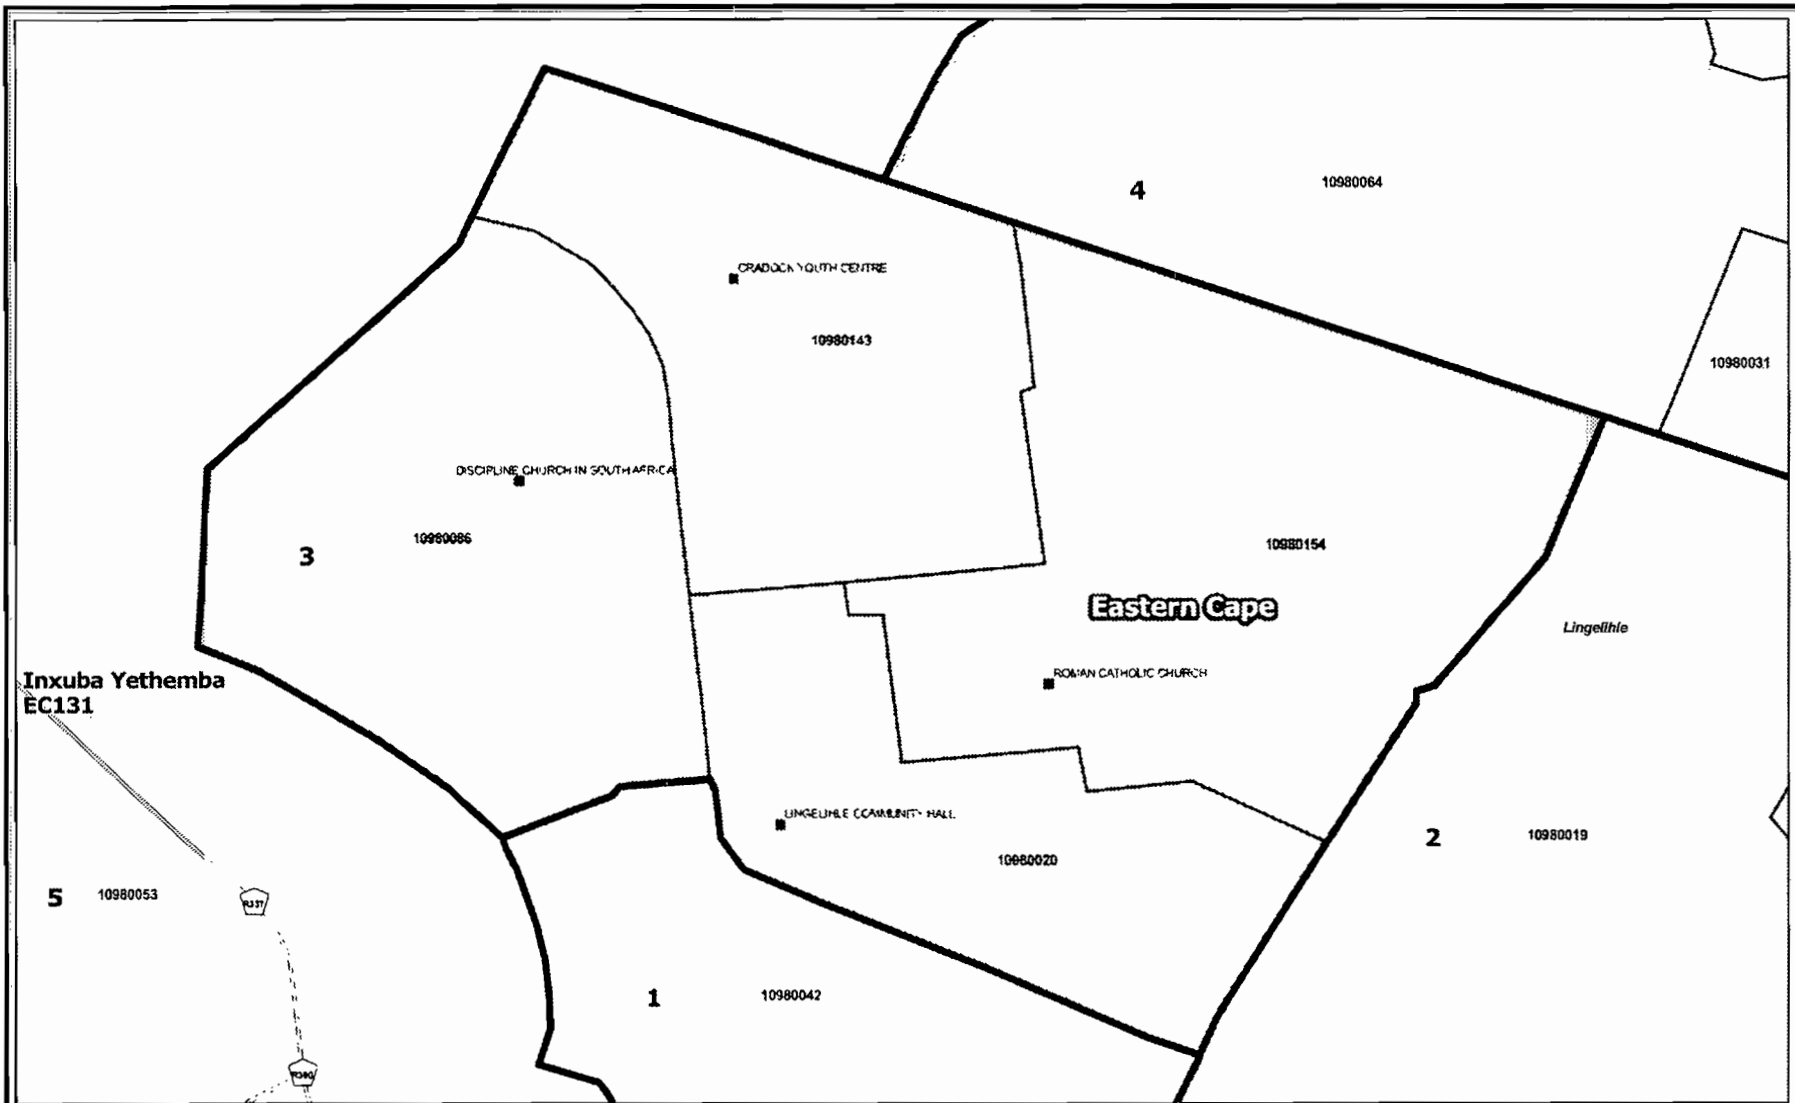 4
10980064
CRADOCK YOUTH CENTRE
10980143
10980031
DISCIPLINE CHURCH IN SOUTH AFRICA
3
10980086
10980154
Eastern Cape
Lingelihle
Inxuba Yethemba
EC131
ROMAN CATHOLIC CHURCH
LINGELIHLE COMMUNITY HALL
2
10980019
10980020
5
10980053
R337
1
10980042